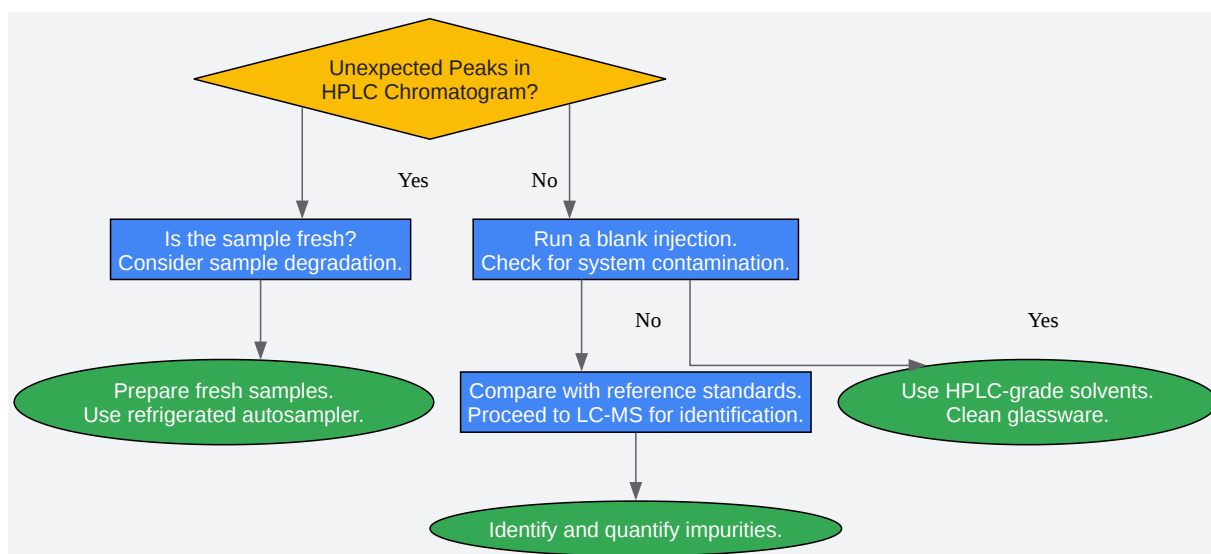 Unexpected Peaks in
HPLC Chromatogram?
Yes
No
Is the sample fresh?
Consider sample degradation.
Run a blank injection.
Check for system contamination.
No
Yes
Prepare fresh samples.
Use refrigerated autosampler.
Compare with reference standards.
Proceed to LC-MS for identification.
Use HPLC-grade solvents.
Clean glassware.
Identify and quantify impurities.